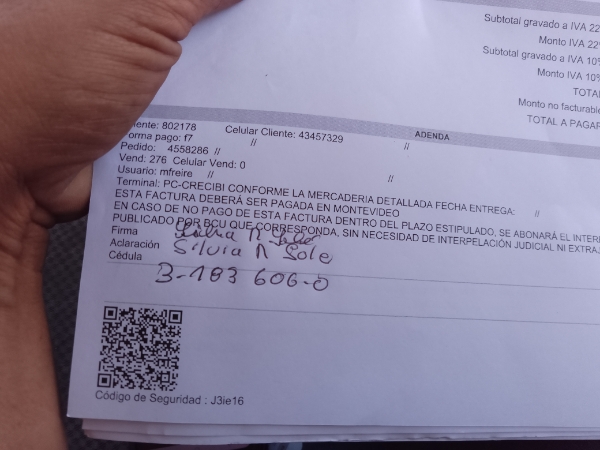 Subtotal gravado a IVA 22
Monto IVA 22%
Subtotal gravado a IVA 10%
Monto IVA 10%
TOTAL
Monto no facturable
TOTAL A PAGAR
ADENDA
iente: 802178 Celular Cliente: 43457329 //
orma pago: f7 //
Pedido: 4558286 //
Vend: 276 Celular Vend: 0
Usuario: mfreire // //
Terminal: PC-CRECIBI CONFORME LA MERCADERIA DETALLADA FECHA ENTREGA: //
ESTA FACTURA DEBERÁ SER PAGADA EN MONTEVIDEO
EN CASO DE NO PAGO DE ESTA FACTURA DENTRO DEL PLAZO ESTIPULADO, SE ABONARÁ EL INTER
PUBLICADO POR BCU QUE CORRESPONDA, SIN NECESIDAD DE INTERPELACIÓN JUDICIAL NI EXTRAJ
Firma
Aclaración Silvia N Sole
Cédula
3-183 606-0
Código de Seguridad : J3ie16